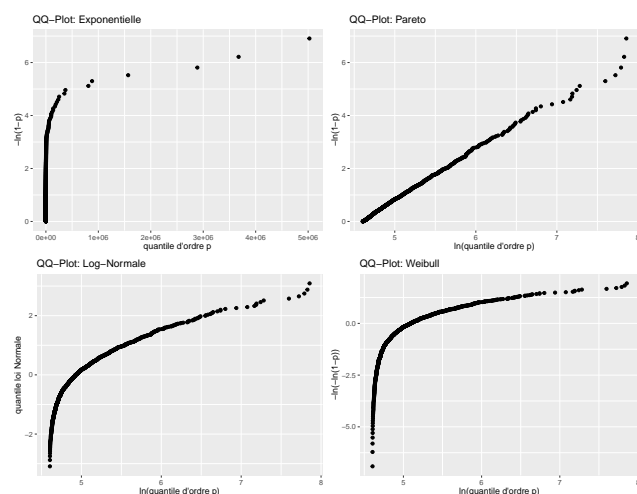 QQ−Plot: Exponentielle
−ln(1−p)
6
4
2
0
0e+00 1e+06 2e+06 3e+06 4e+06 5e+06
quantile d'ordre p
QQ−Plot: Pareto
−ln(1−p)
6
4
2
0
5 6 7 8
ln(quantile d'ordre p)
QQ−Plot: Log−Normale
quantile loi Normale
2
0
−2
5 6 7 8
ln(quantile d'ordre p)
QQ−Plot: Weibull
−ln(−ln(1−p))
0.0
−2.5
−5.0
5 6 7 8
ln(quantile d'ordre p)